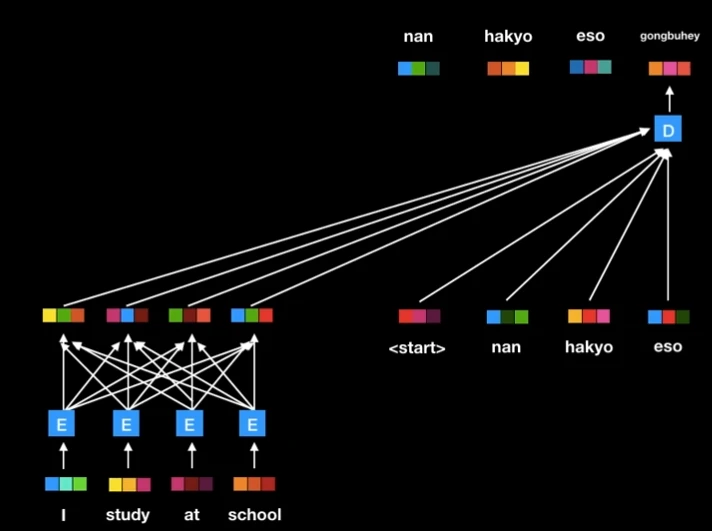 nan hakyo eso gongbuhey
D
<start> nan hakyo eso
E E E E
I study at school